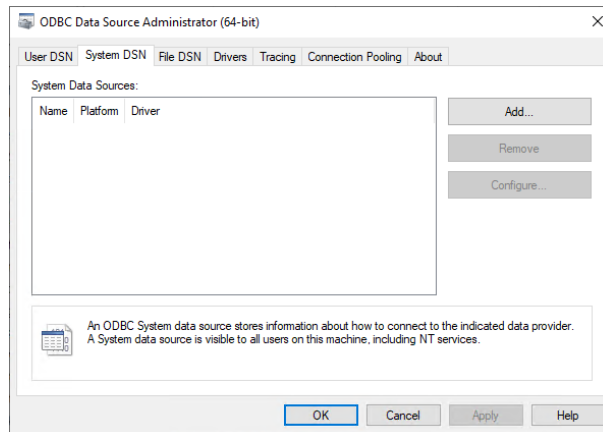 ODBC Data Source Administrator (64-bit)
User DSN System DSN File DSN Drivers Tracing Connection Pooling About
System Data Sources:
Name Platform Driver
Add...
Remove
Configure...
An ODBC System data source stores information about how to connect to the indicated data provider.
A System data source is visible to all users on this machine, including NT services.
OK Cancel Apply Help